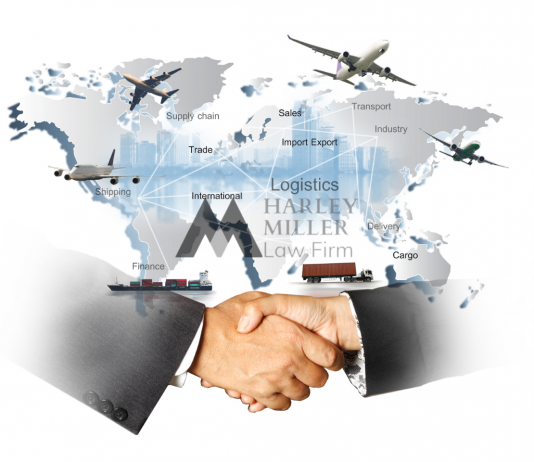 Supply chain
Sales
Transport
Industry
Trade
Import Export
Shipping
International
Logistics
HARLEY
MILLER
Law Firm
Delivery
Cargo
Finance